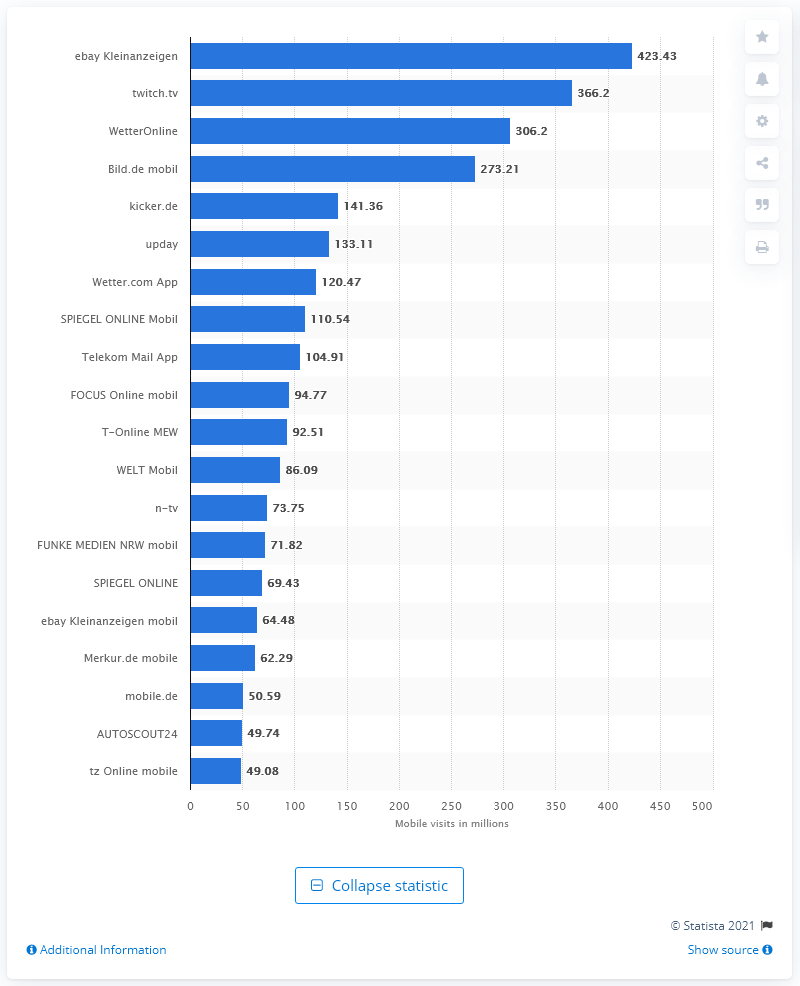 ebay Kleinanzeigen 423.43
twitch.tv 366.2
WetterOnline 306.2
Bild.de mobil 273.21
kicker.de 141.36
upday 133.11
Wetter.com App 120.47
SPIEGEL ONLINE Mobil 110.54
Telekom Mail App 104.91
FOCUS Online mobil 94.77
T-Online MEW 92.51
WELT Mobil 86.09
n-tv 73.75
FUNKE MEDIEN NRW mobil 71.82
SPIEGEL ONLINE 69.43
ebay Kleinanzeigen mobil 64.48
Merkur.de mobile 62.29
mobile.de 50.59
AUTOSCOUT24 49.74
tz Online mobile 49.08
0 50 100 150 200 250 300 350 400 450 500
Mobile visits in millions
Collapse statistic
© Statista 2021
Additional Information Show source